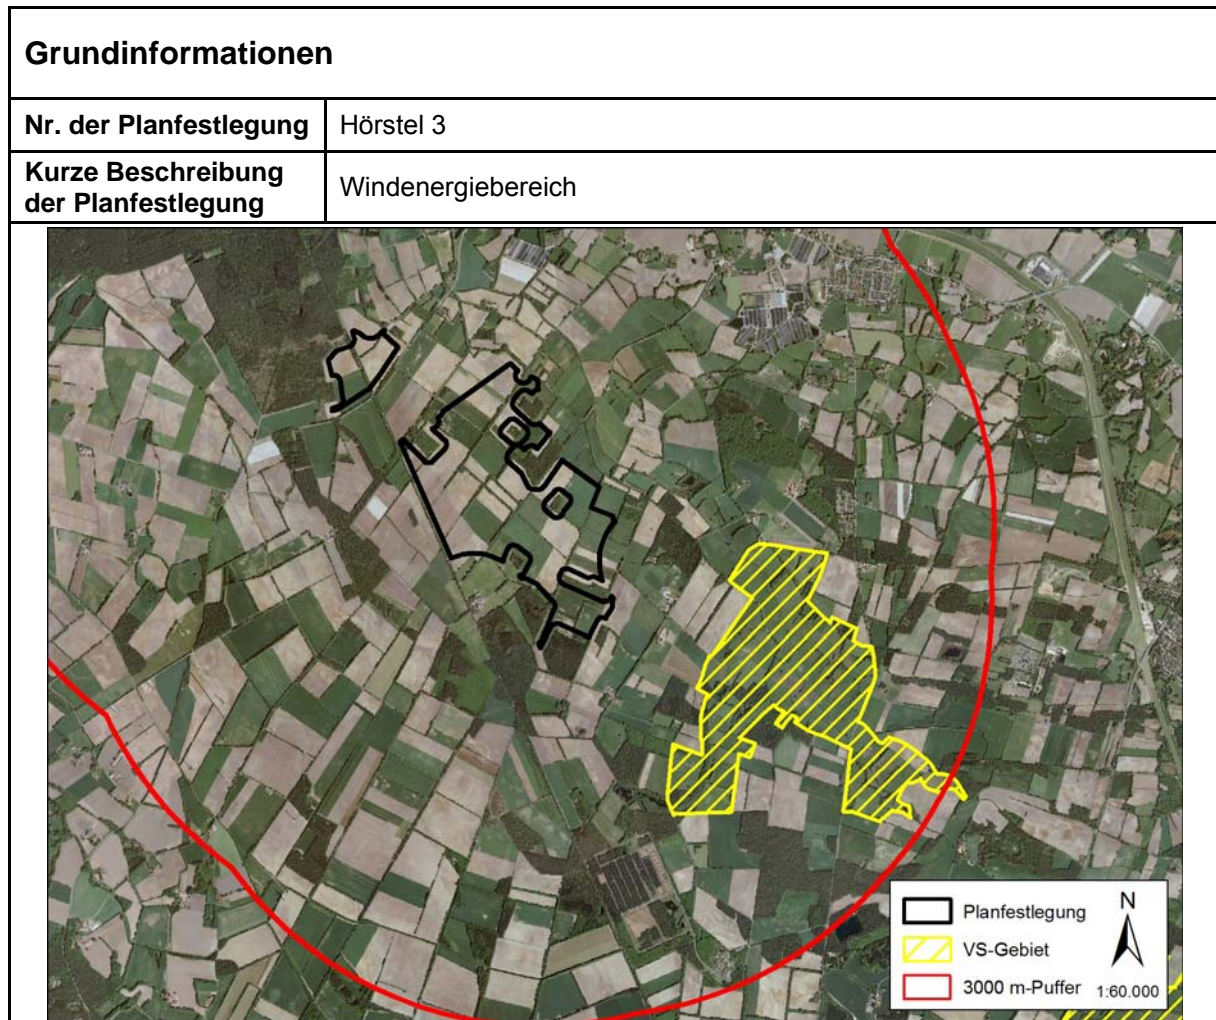 Grundinformationen
Nr. der Planfestlegung Hörstel 3
Kurze Beschreibung
der Planfestlegung
Windenergiebereich
N
Planfestlegung
VS-Gebiet
3000 m-Puffer
1:60.000